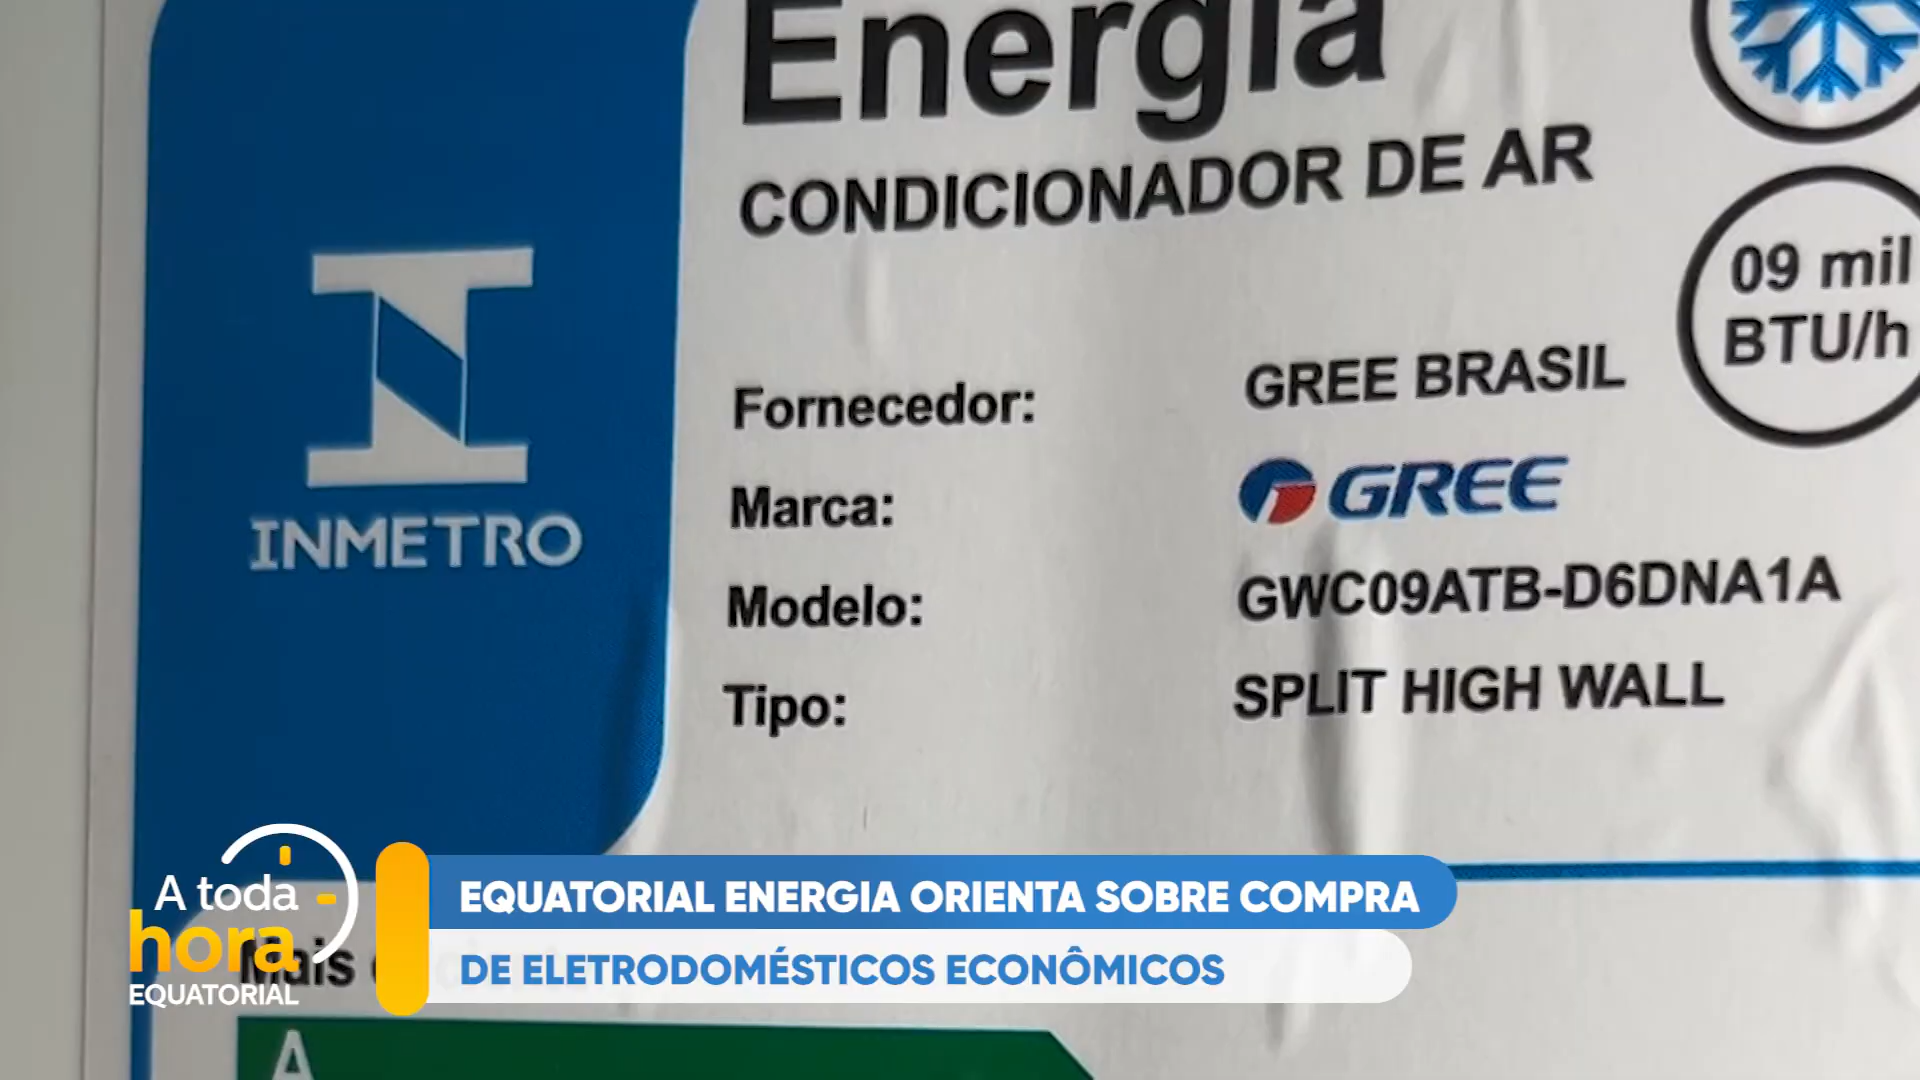 Energia
CONDICIONADOR DE AR
09 mil
BTU/h
INMETRO
Fornecedor: GREE BRASIL
Marca: GREE
Modelo: GWC09ATB-D6DNA1A
Tipo: SPLIT HIGH WALL
A toda
hora
EQUATORIAL
EQUATORIAL ENERGIA ORIENTA SOBRE COMPRA
DE ELETRODOMÉSTICOS ECONÔMICOS
Mais
A